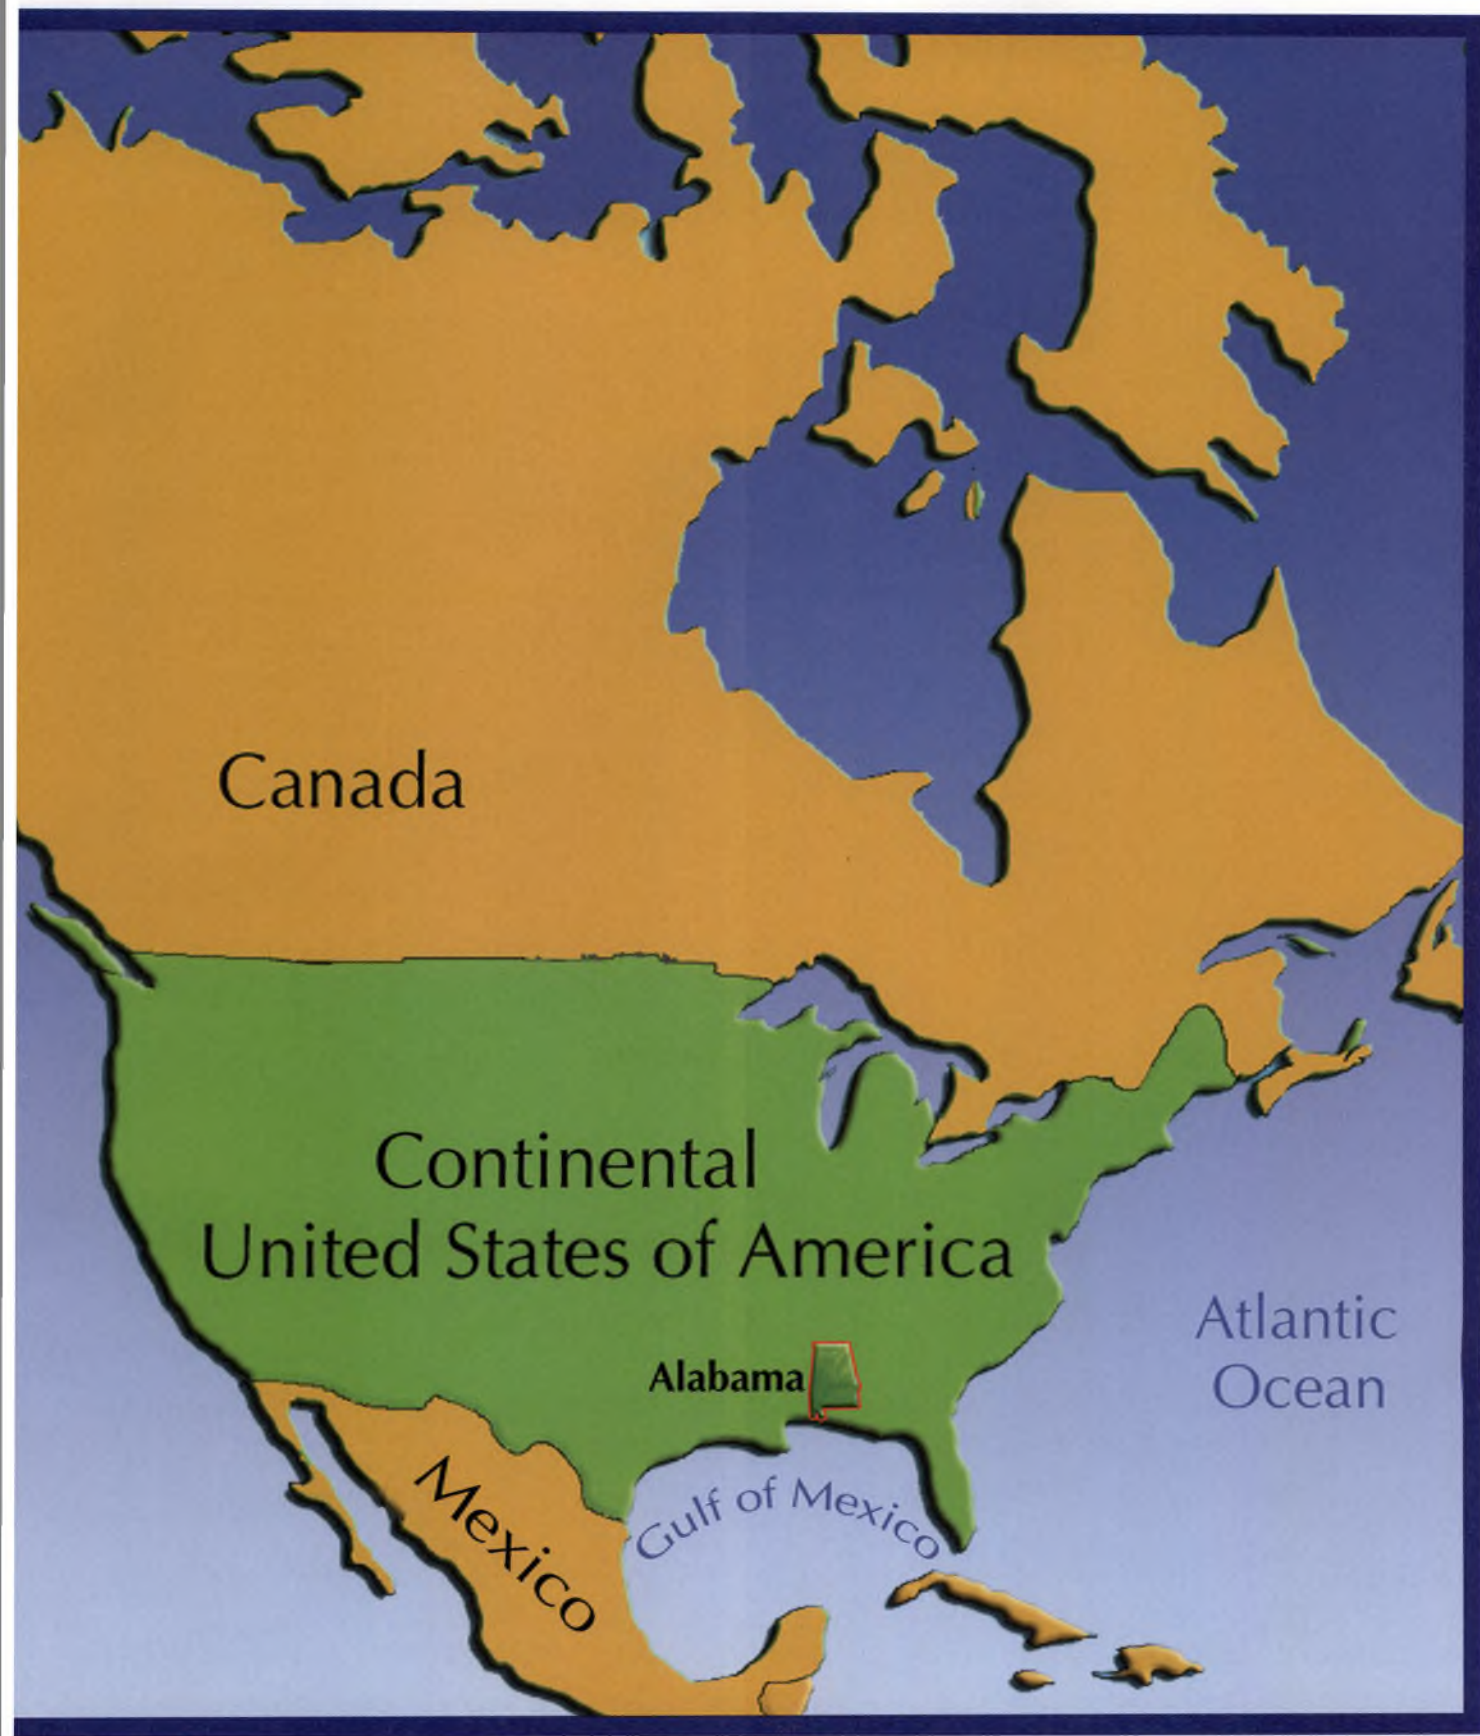 Canada
Continental
United States of America
Alabama
Atlantic
Ocean
Mexico
Gulf of Mexico